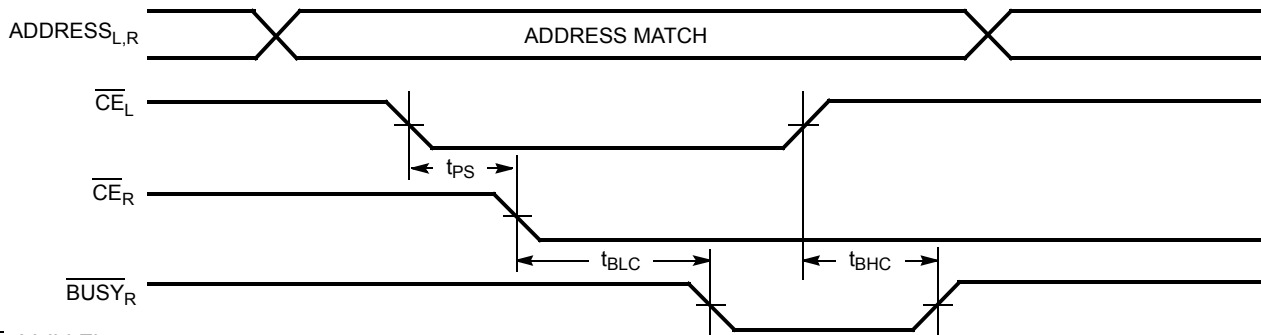 ADDRESSL,R
ADDRESS MATCH
CEL
tPS
CER
tBLC
tBHC
BUSYR